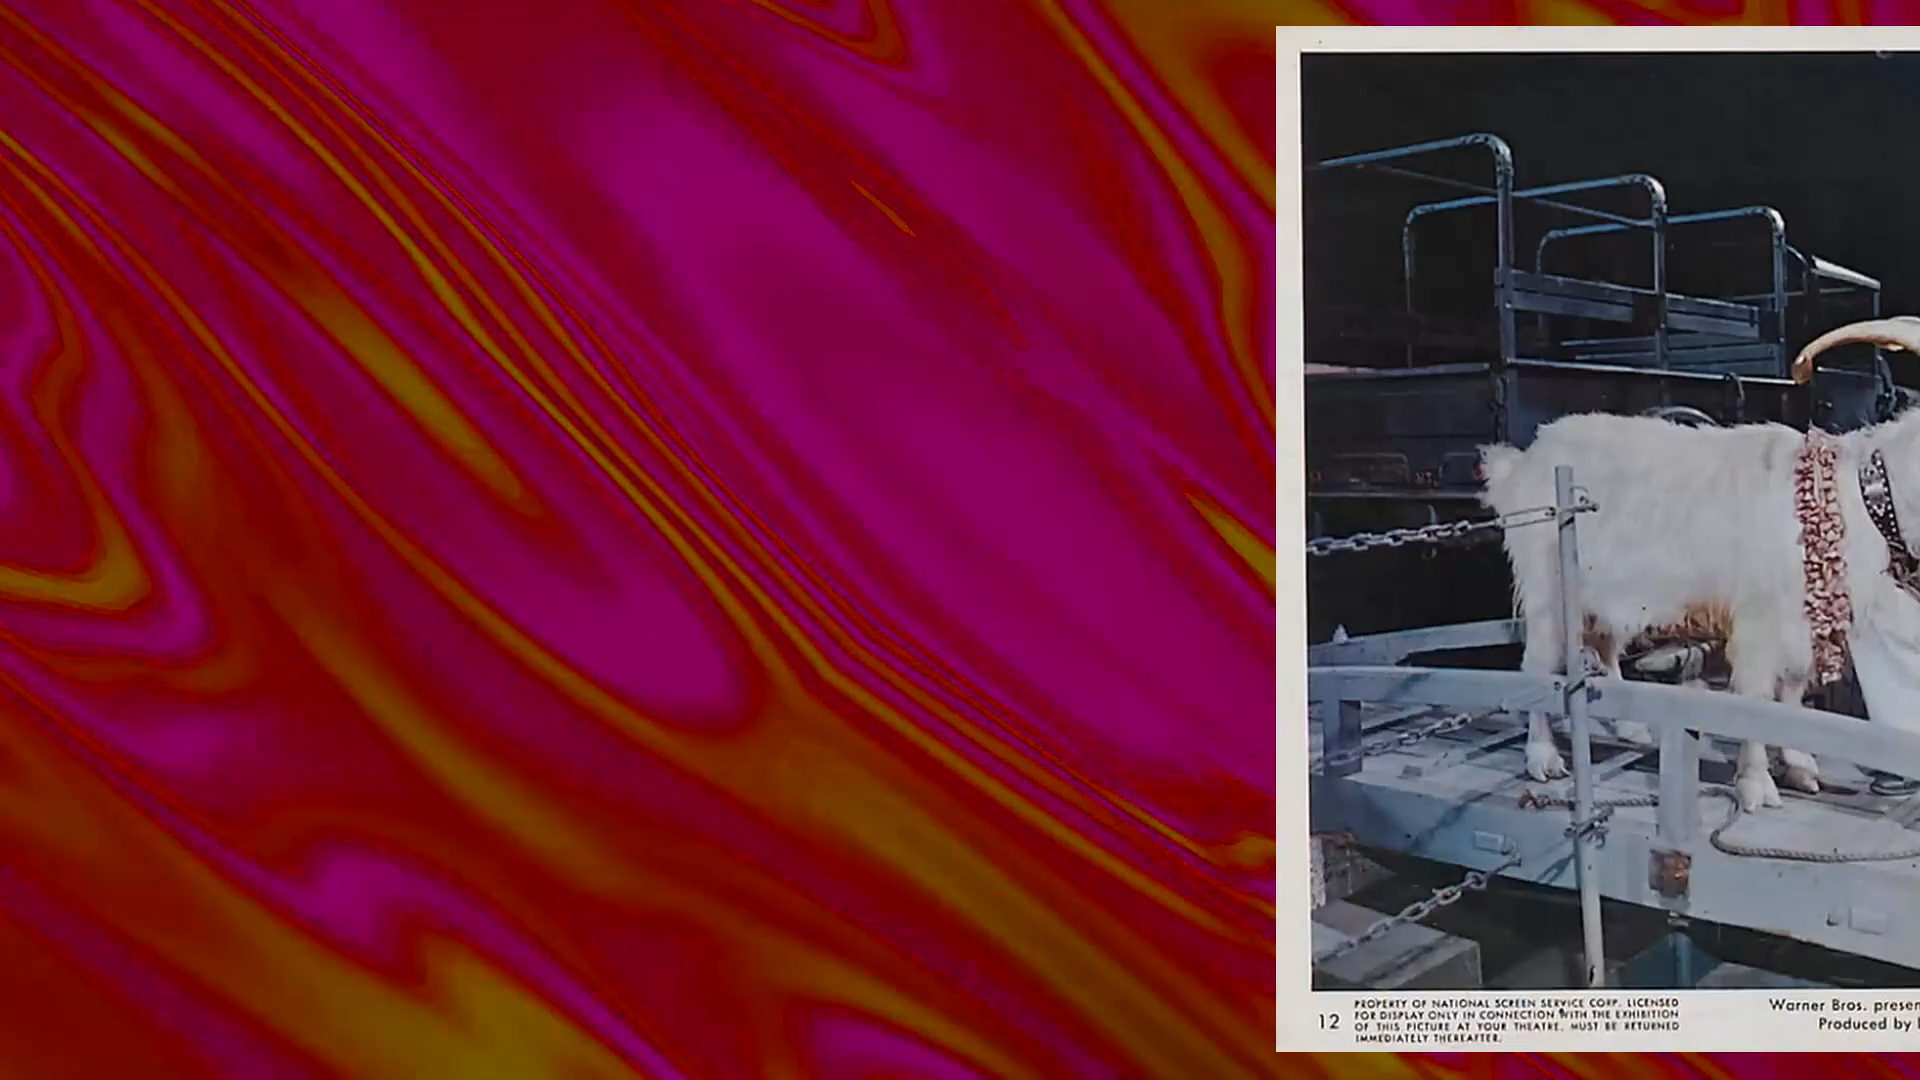 PROPERTY OF NATIONAL SCREEN SERVICE CORP. LICENSED
FOR DISPLAY ONLY IN CONNECTION WITH THE EXHIBITION
OF THIS PICTURE AT YOUR THEATRE. MUST BE RETURNED
IMMEDIATELY THEREAFTER.
12
Warner Bros. presen
Produced by